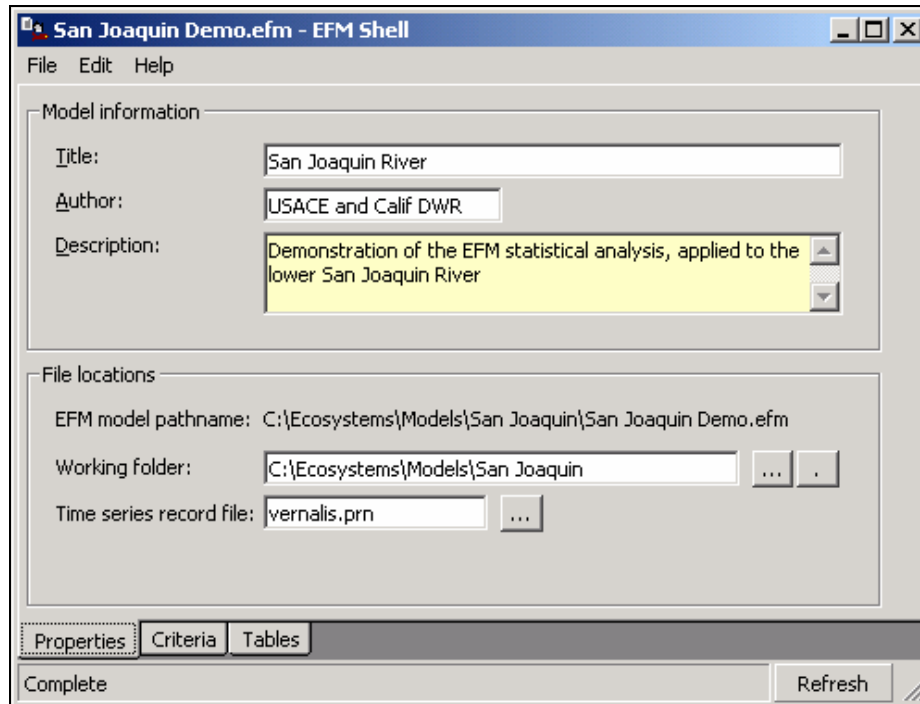 San Joaquin Demo.efm - EFM Shell
File Edit Help
Model information
Title: San Joaquin River
Author: USACE and Calif DWR
Description: Demonstration of the EFM statistical analysis, applied to the
lower San Joaquin River
File locations
EFM model pathname: C:\Ecosystems\Models\San Joaquin\San Joaquin Demo.efm
Working folder: C:\Ecosystems\Models\San Joaquin ... .
Time series record file: vernalis.prn ...
Properties Criteria Tables
Complete Refresh